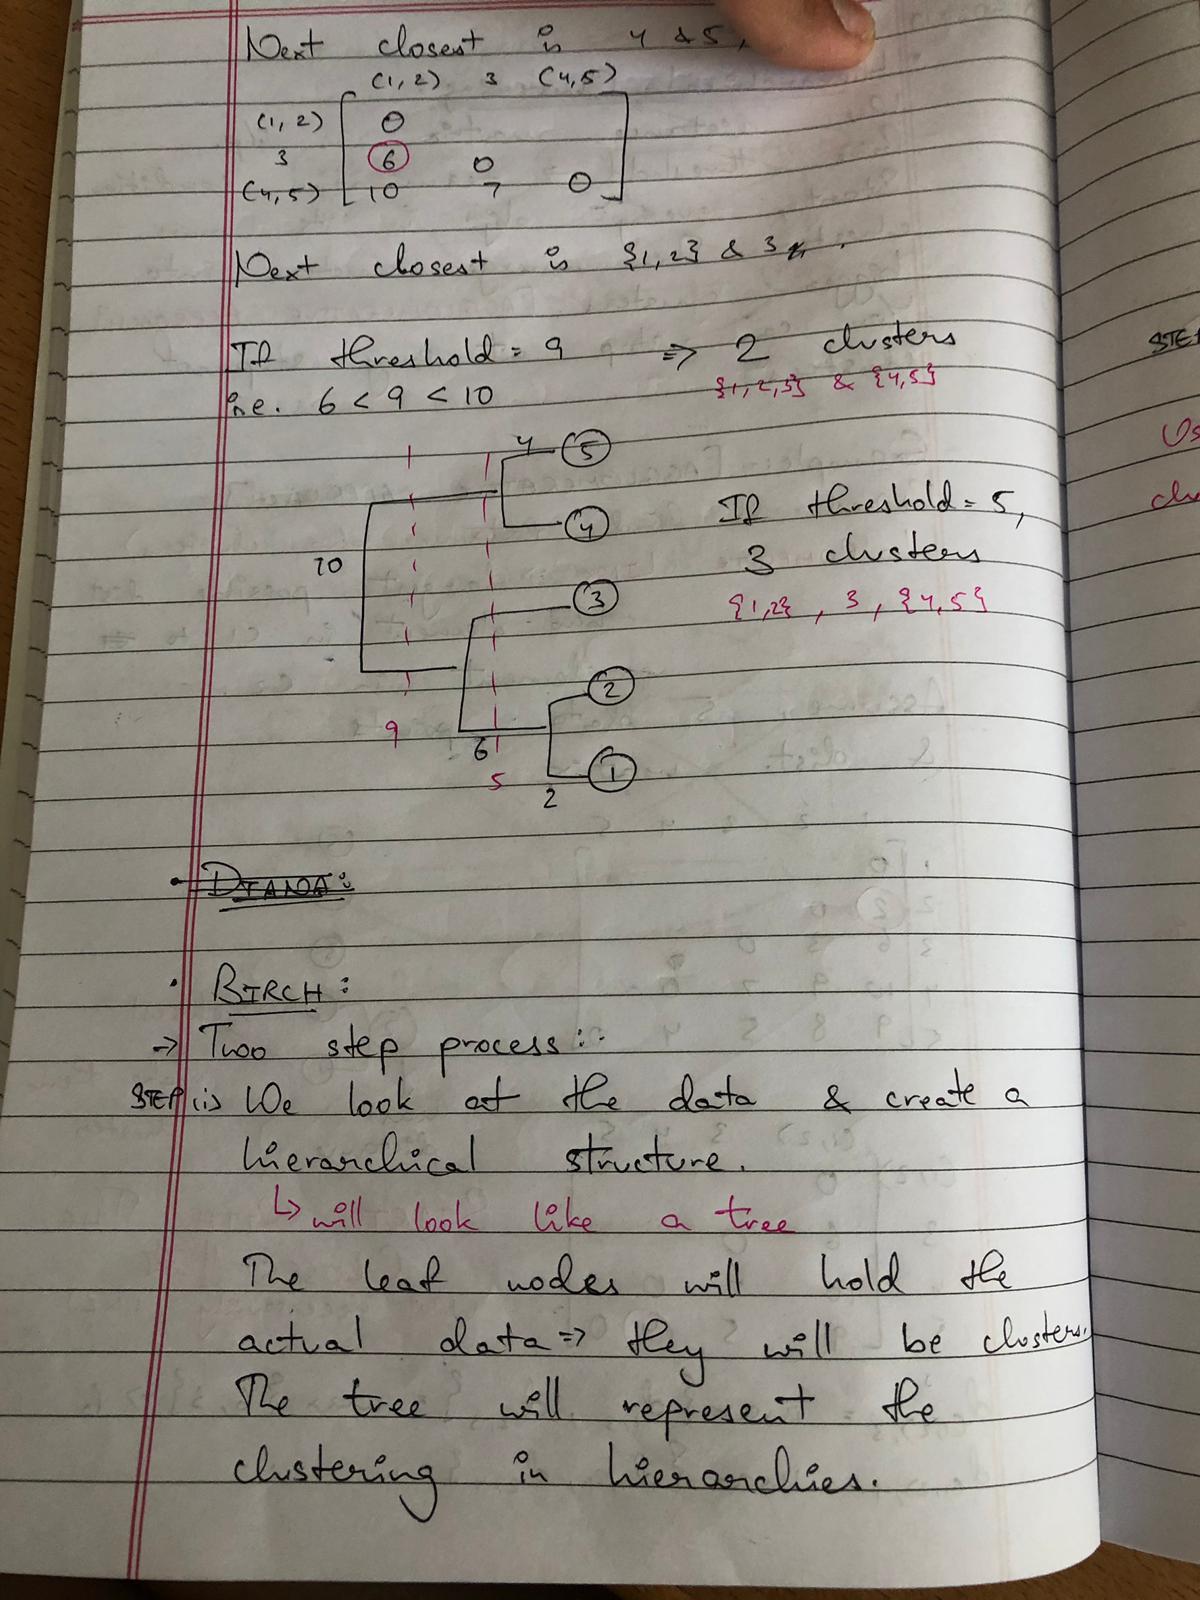 Next closest is 4 & 5,
(1, 2) 3 (4,5)
(1, 2) 0
3 6 0
(4,5) 10 7 0
Next closest is {1,2} & 3
If threshold = 9 => 2 clusters
i.e. 6 < 9 < 10 {1,2,3} & {4,5}
4 5
4
If threshold = 5,
10
3 clusters
3
{1,2} , 3 , {4,5}
2
9
6
1
5
2
• DIANA:
• BIRCH :
-> Two step process :-
STEP (i) We look at the data & create a
hierarchical structure.
↳ will look like a tree
The leaf nodes will hold the
actual data => they will be clusters.
The tree will represent the
clustering in hierarchies.
STEP
Us
clu